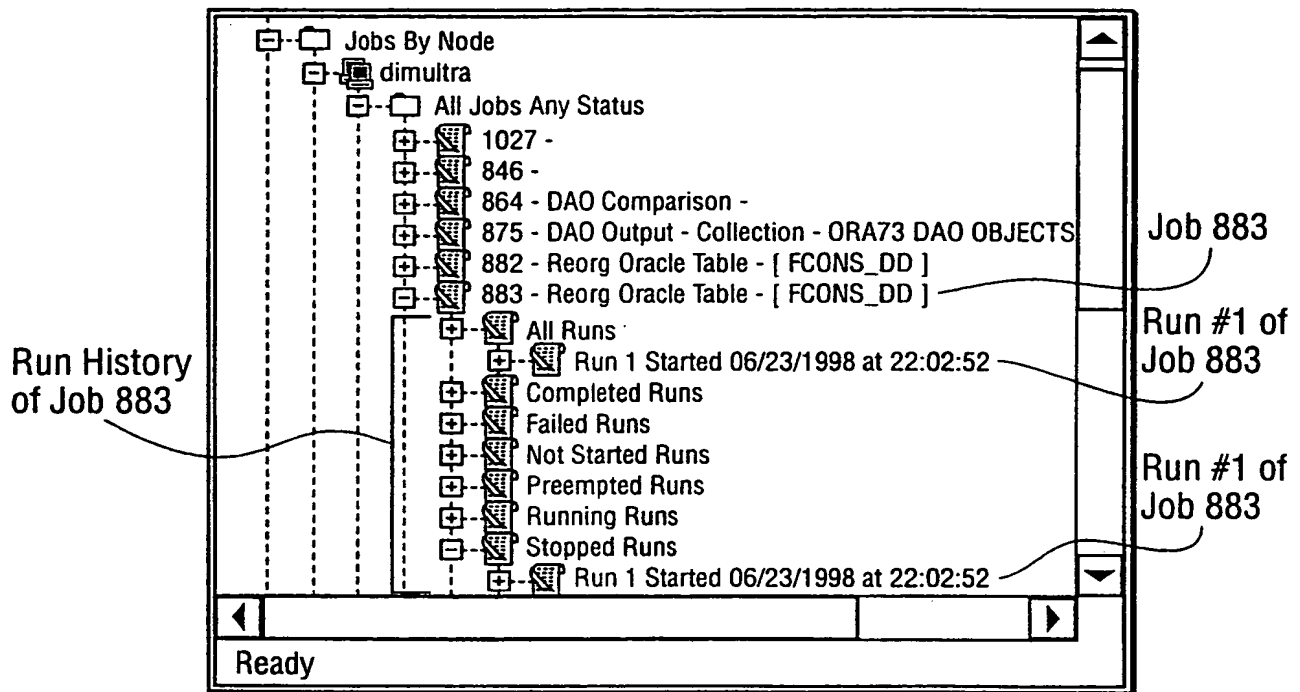 Jobs By Node
dimultra
All Jobs Any Status
1027 -
846 -
864 - DAO Comparison -
875 - DAO Output - Collection - ORA73 DAO OBJECTS
882 - Reorg Oracle Table - [ FCONS_DD ]
883 - Reorg Oracle Table - [ FCONS_DD ]
All Runs
Run 1 Started 06/23/1998 at 22:02:52
Completed Runs
Failed Runs
Not Started Runs
Preempted Runs
Running Runs
Stopped Runs
Run 1 Started 06/23/1998 at 22:02:52
Ready
Run History
of Job 883
Job 883
Run #1 of
Job 883
Run #1 of
Job 883